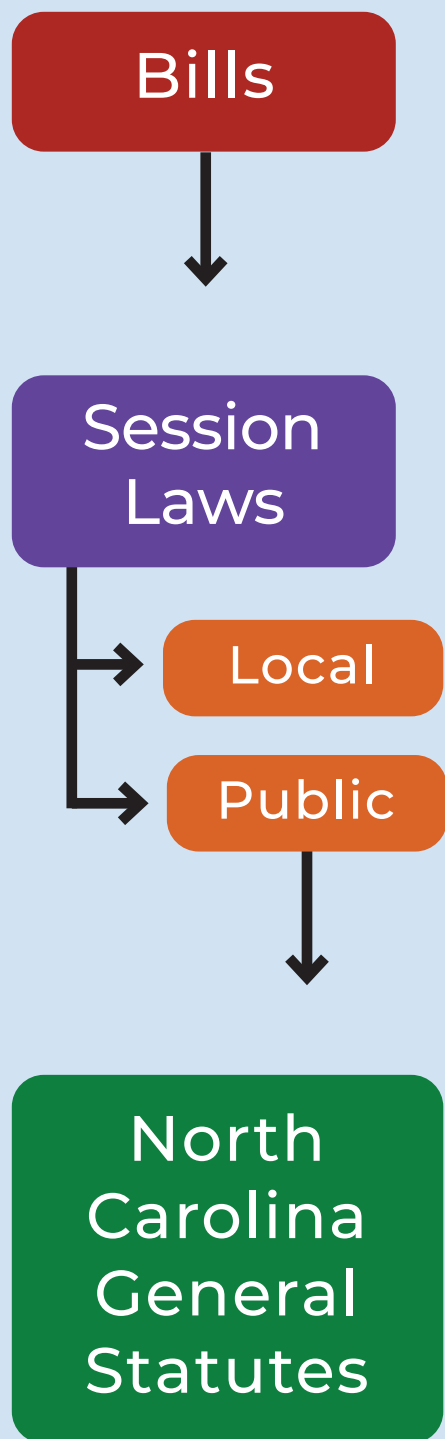 Bills
Session
Laws
Local
Public
North
Carolina
General
Statutes